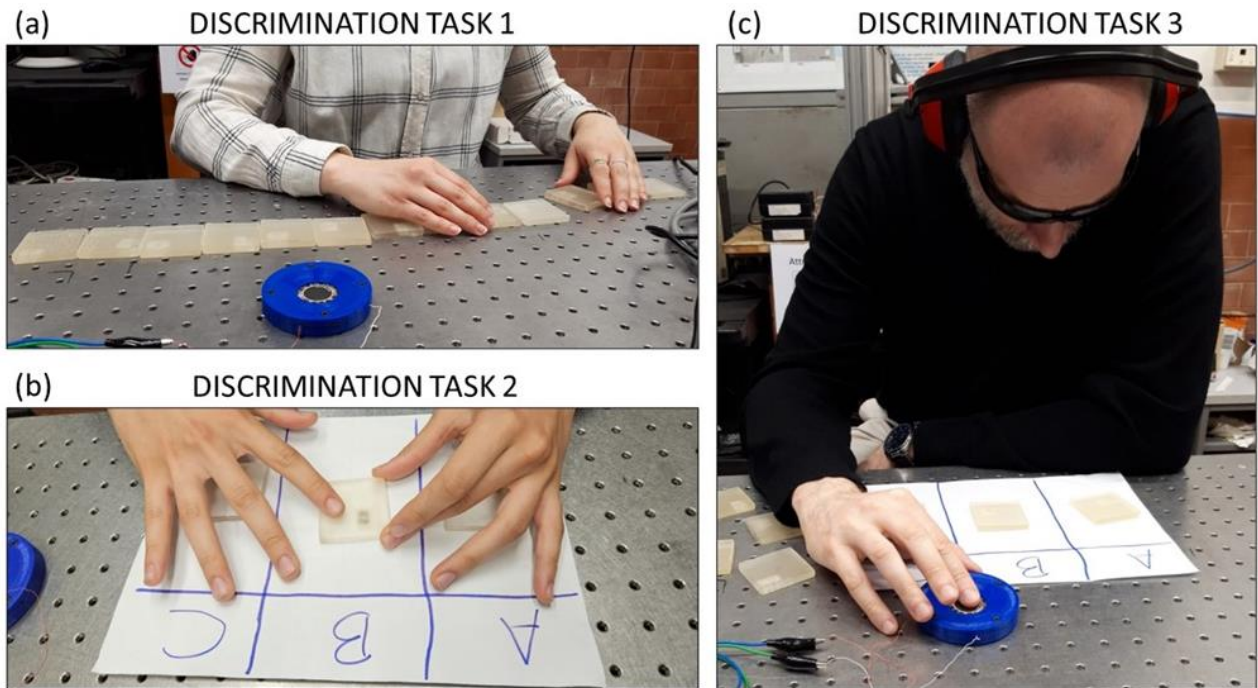 (a) DISCRIMINATION TASK 1
(b) DISCRIMINATION TASK 2
C B A
(c) DISCRIMINATION TASK 3
B A